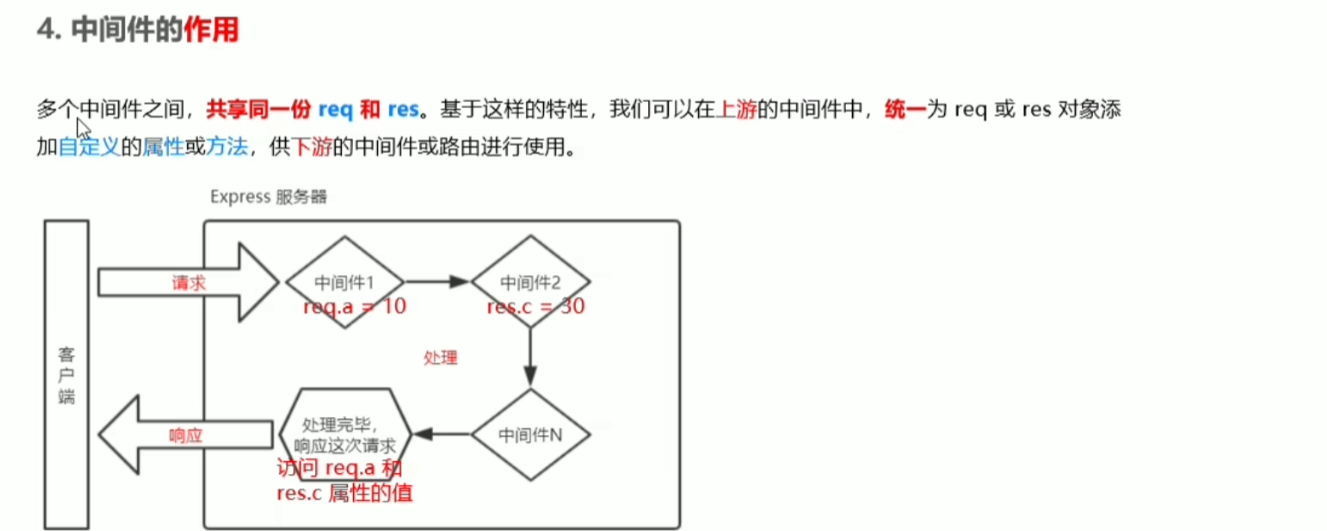 4. 中间件的作用
多个中间件之间，共享同一份 req 和 res。基于这样的特性，我们可以在上游的中间件中，统一为 req 或 res 对象添
加自定义的属性或方法，供下游的中间件或路由进行使用。
Express 服务器
请求
中间件1
req.a = 10
中间件2
res.c = 30
处理
客户端
响应
处理完毕，
响应这次请求
访问 req.a 和
res.c 属性的值
中间件N